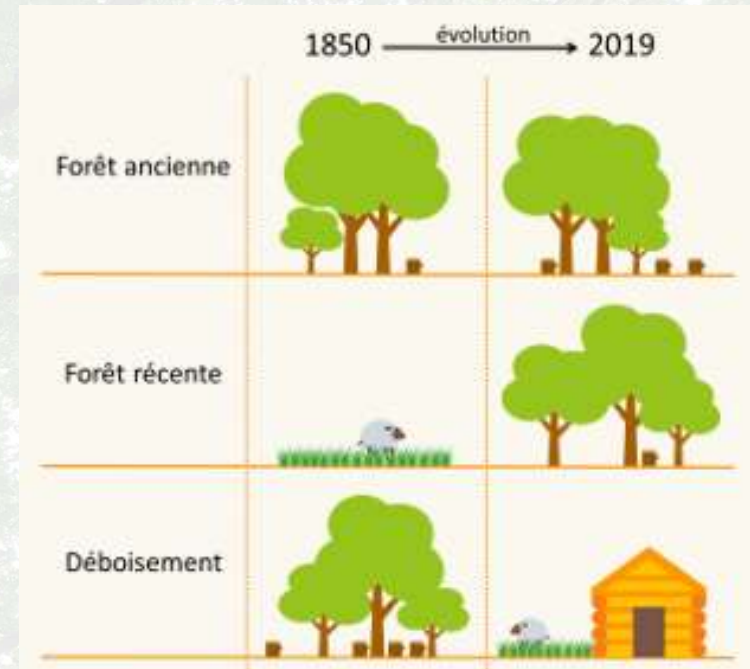 1850 évolution 2019
Forêt ancienne
Forêt récente
Déboisement